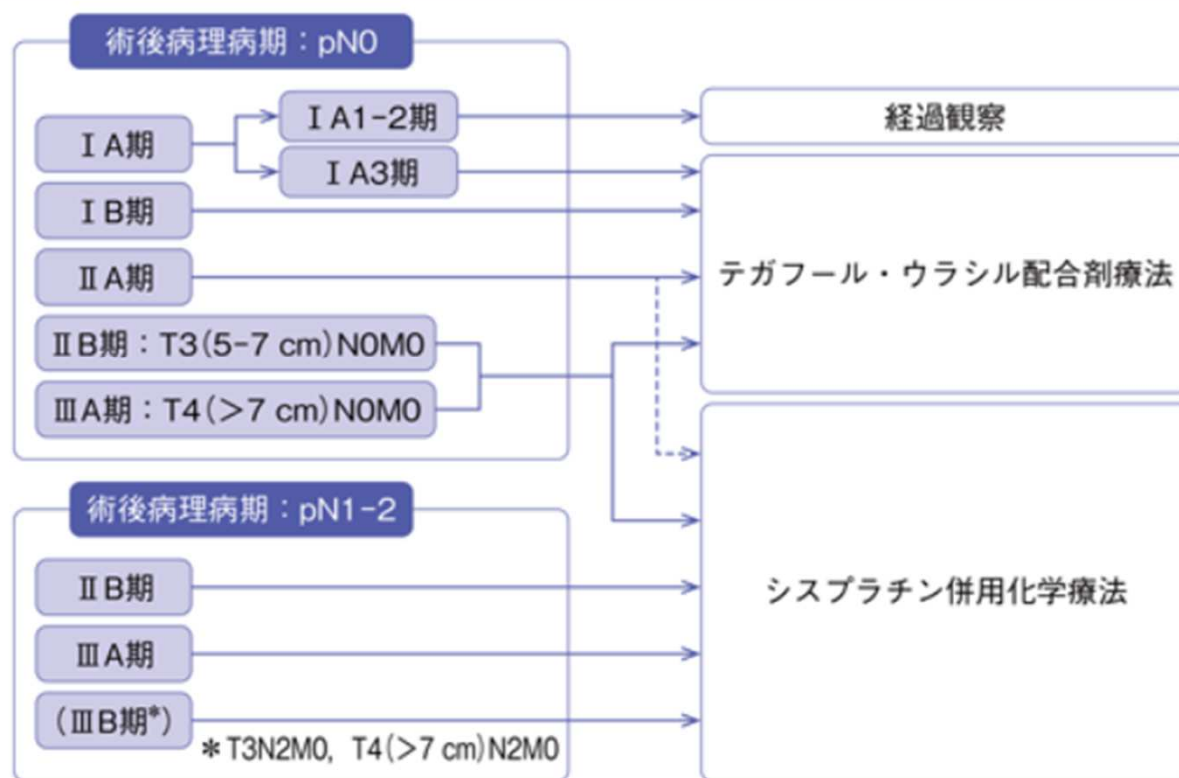 術後病理病期：pN0
ⅠA期
ⅠA1-2期
ⅠA3期
ⅠB期
ⅡA期
ⅡB期：T3(5-7 cm)N0M0
ⅢA期：T4(＞7 cm)N0M0
術後病理病期：pN1-2
ⅡB期
ⅢA期
(ⅢB期*)
＊T3N2M0, T4(＞7 cm)N2M0
経過観察
テガフール・ウラシル配合剤療法
シスプラチン併用化学療法